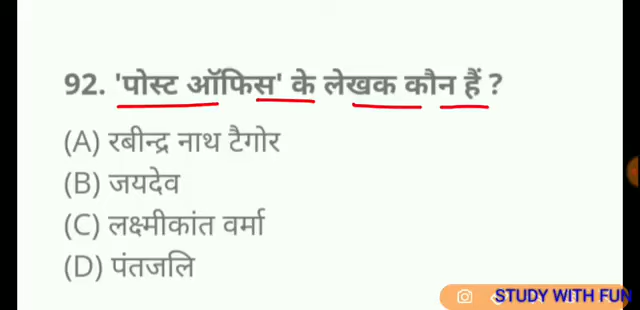 92. 'पोस्ट ऑफिस' के लेखक कौन हैं ?
(A) रबीन्द्र नाथ टैगोर
(B) जयदेव
(C) लक्ष्मीकांत वर्मा
(D) पंतजलि
STUDY WITH FUN